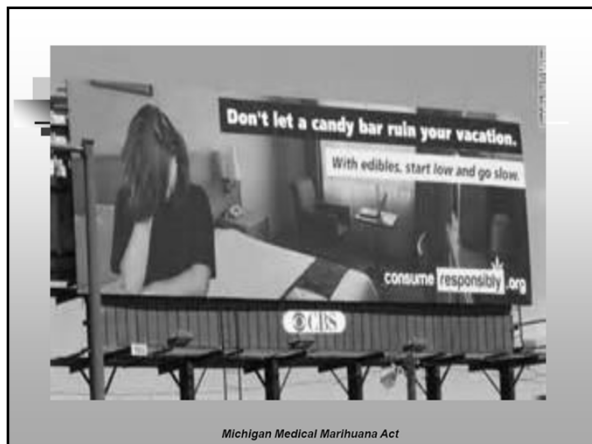 Don't let a candy bar ruin your vacation.
With edibles, start low and go slow.
consume responsibly .org
CBS
Michigan Medical Marihuana Act